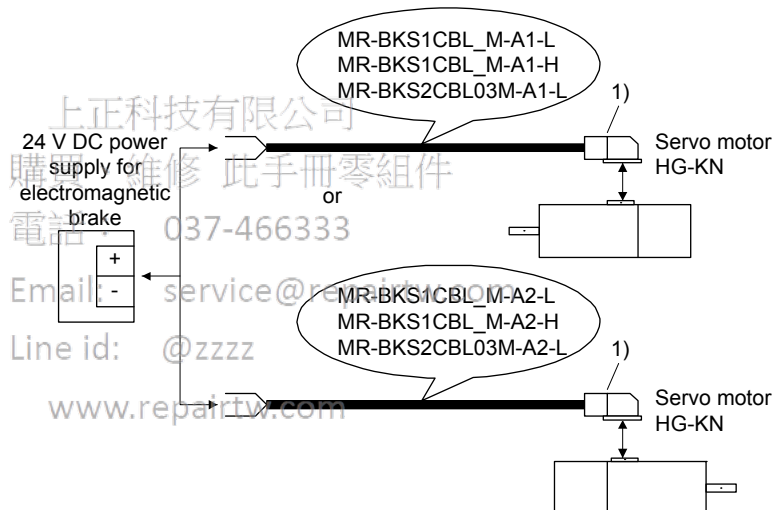 MR-BKS1CBL_M-A1-L
MR-BKS1CBL_M-A1-H
MR-BKS2CBL03M-A1-L
1)
上正科技有限公司
24 V DC power
supply for
electromagnetic
brake
Servo motor
HG-KN
購買、維修 此手冊零組件
or
電話： 037-466333
+
-
Email: service@repairtw.com
MR-BKS1CBL_M-A2-L
MR-BKS1CBL_M-A2-H
MR-BKS2CBL03M-A2-L
Line id: @zzzz
1)
www.repairtw.com
Servo motor
HG-KN